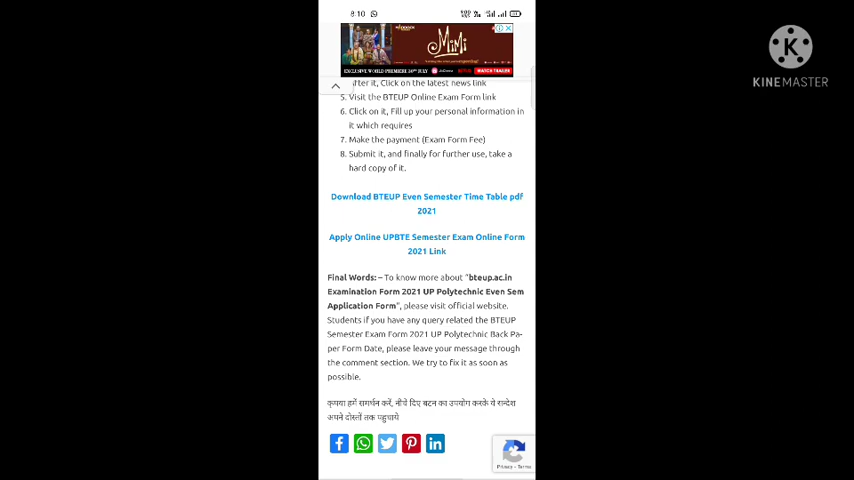 8:10
Mimi
EXCLUSIVE WORLD PREMIERE 30TH JULY
WATCH TRAILER
After it, Click on the latest news link
5. Visit the BTEUP Online Exam Form link
6. Click on it, Fill up your personal information in
it which requires
7. Make the payment (Exam Form Fee)
8. Submit it, and finally for further use, take a
hard copy of it.
Download BTEUP Even Semester Time Table pdf
2021
Apply Online UPBTE Semester Exam Online Form
2021 Link
Final Words: – To know more about "bteup.ac.in
Examination Form 2021 UP Polytechnic Even Sem
Application Form", please visit official website.
Students if you have any query related the BTEUP
Semester Exam Form 2021 UP Polytechnic Back Pa-
per Form Date, please leave your message through
the comment section. We try to fix it as soon as
possible.
कृपया हमें समर्थन करें, नीचे दिए बटन का उपयोग करके ये सन्देश
अपने दोस्तों तक पहुचाये
Privacy - Terms
K
KINEMASTER